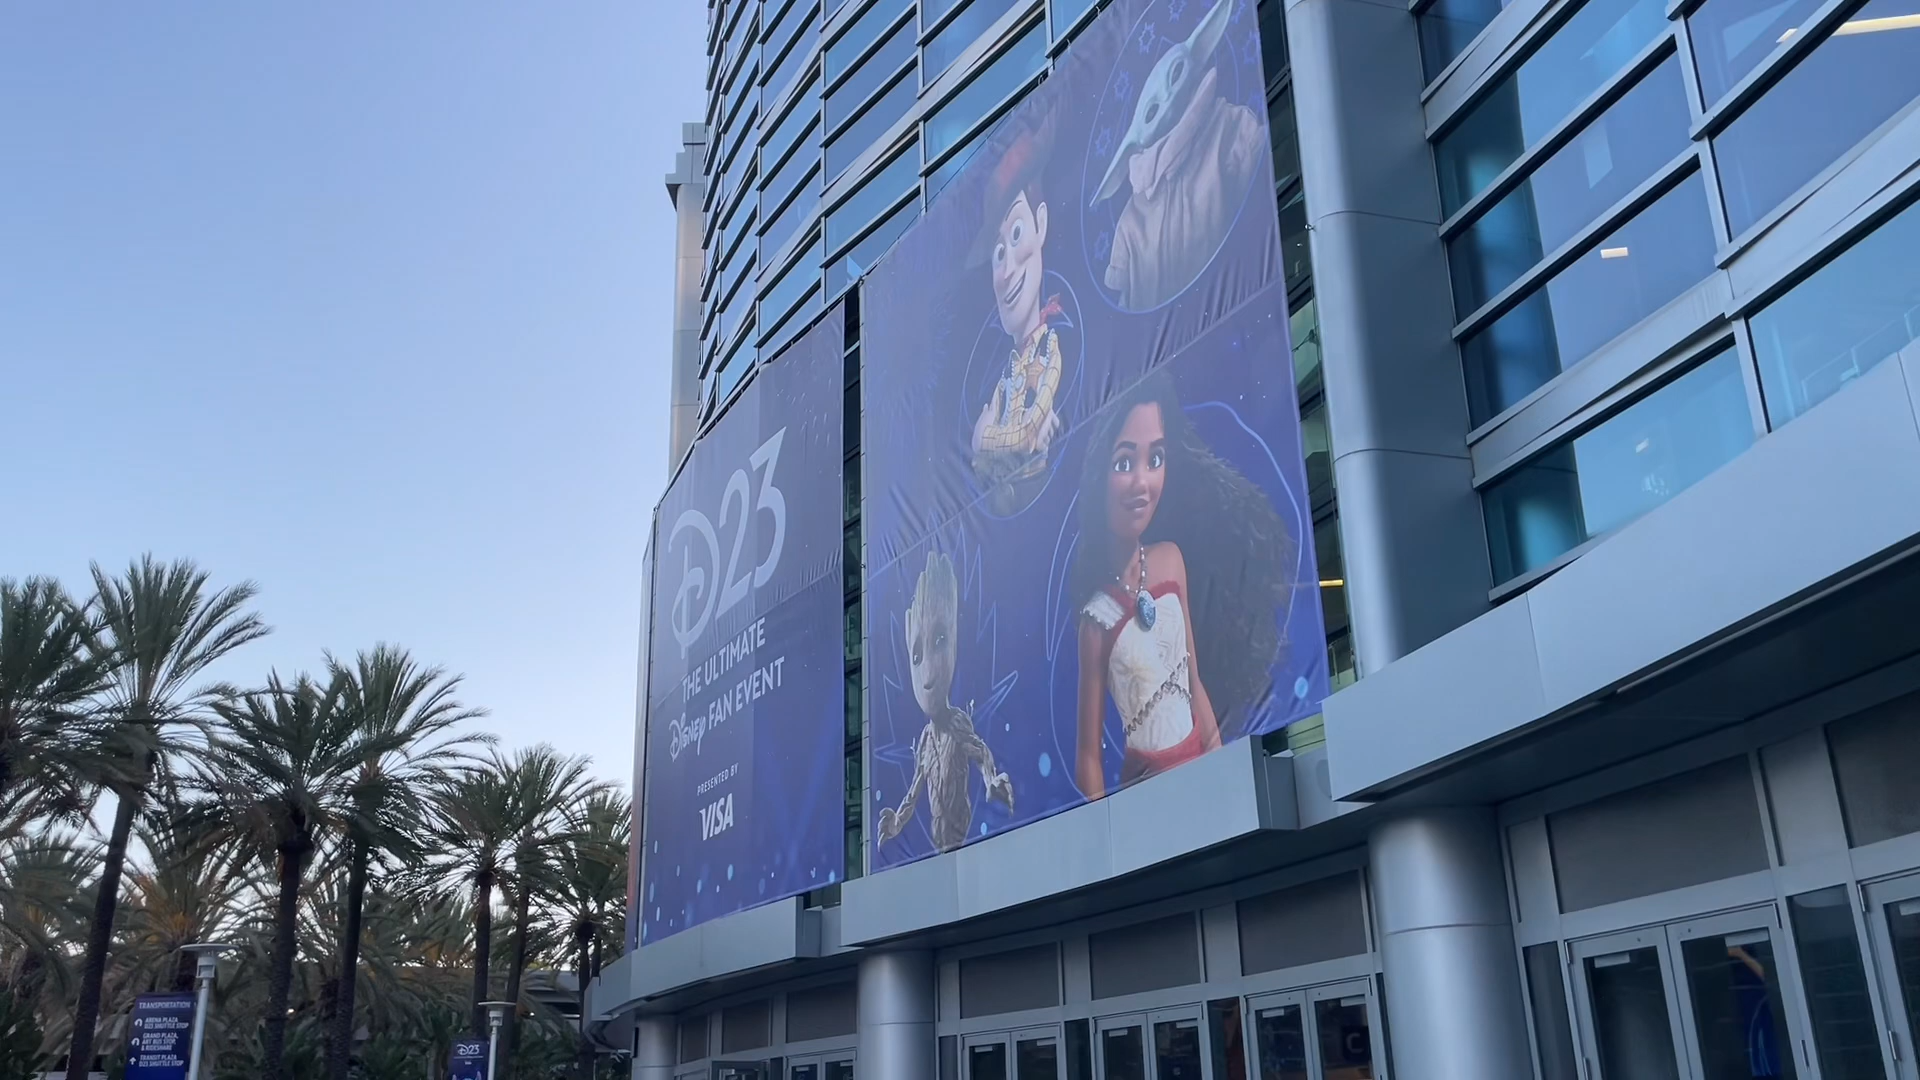 D23
THE ULTIMATE
Disney FAN EVENT
PRESENTED BY
VISA
TRANSPORTATION
ARENA PLAZA
D23 SHUTTLE STOP
GRAND PLAZA,
ART BUS STOP,
& RIDESHARE
TRANSIT PLAZA
D23 SHUTTLE STOP
D23